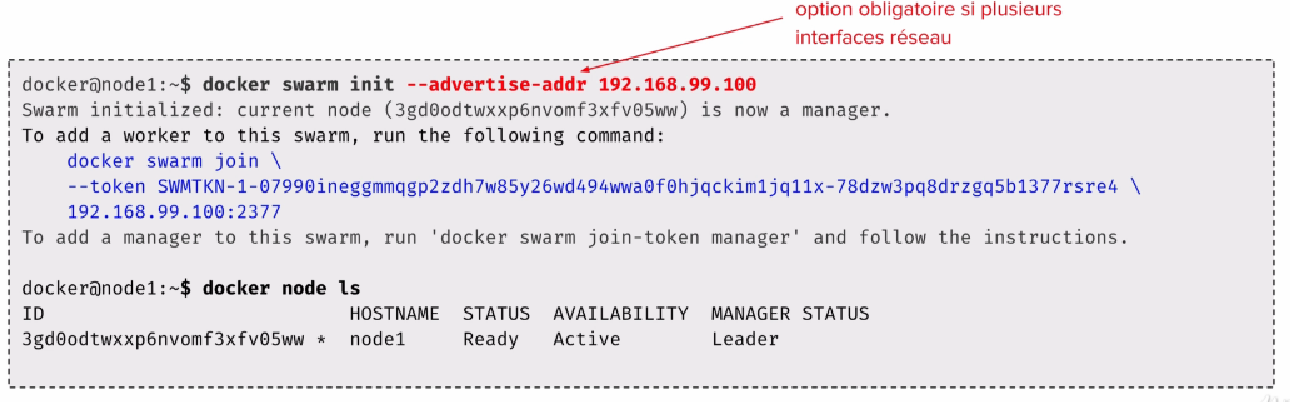 option obligatoire si plusieurs
interfaces réseau
docker@node1:~$ docker swarm init --advertise-addr 192.168.99.100
Swarm initialized: current node (3gd0odtwxxp6nvomf3xfv05ww) is now a manager.
To add a worker to this swarm, run the following command:
    docker swarm join \
    --token SWMTKN-1-07990ineggmmqgp2zdh7w85y26wd494wwa0f0hjqckim1jq11x-78dzw3pq8drzgq5b1377rsre4 \
    192.168.99.100:2377
To add a manager to this swarm, run 'docker swarm join-token manager' and follow the instructions.
docker@node1:~$ docker node ls
ID                           HOSTNAME  STATUS  AVAILABILITY  MANAGER STATUS
3gd0odtwxxp6nvomf3xfv05ww *  node1     Ready   Active        Leader